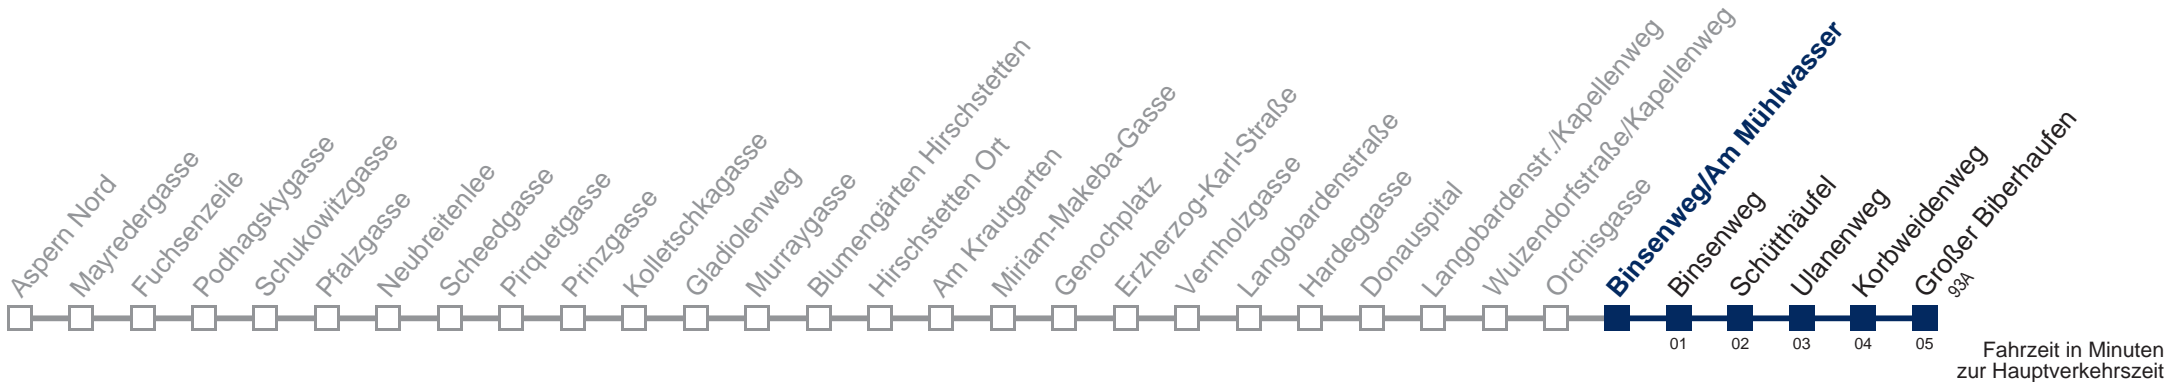 Aspern Nord
Mayredergasse
Fuchsenzeile
Podhagskygasse
Schukowitzgasse
Pfalzgasse
Neubreitenlee
Scheedgasse
Pirquetgasse
Prinzgasse
Kolletschkagasse
Gladiolenweg
Murraygasse
Blumengärten Hirschstetten
Hirschstetten Ort
Am Krautgarten
Miriam-Makeba-Gasse
Genochplatz
Erzherzog-Karl-Straße
Vernholzgasse
Langobardenstraße
Hardeggasse
Donauspital
Langobardenstr./Kapellenweg
Wulzendorfstraße/Kapellenweg
Orchisgasse
Binsenweg/Am Mühlwasser
Binsenweg
Schütthäufel
Ulanenweg
Korbweidenweg
Großer Biberhaufen
93A
01 02 03 04 05
Fahrzeit in Minuten
zur Hauptverkehrszeit